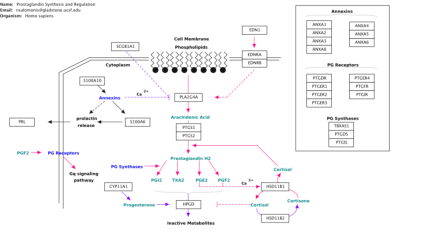 Name: Prostaglandin Synthesis and Regulation
Email: nsalomonis@gladstone.ucsf.edu
Organism: Homo sapiens
Annexins
ANXA1
ANXA2
ANXA3
ANXA8
ANXA4
ANXA5
ANXA6
PG Receptors
PTGDR
PTGER1
PTGER2
PTGER3
PTGER4
PTGFR
PTGIR
PG Synthases
TBXAS1
PTGDS
PTGIS
EDN1
EDNRA
EDNRB
Cell Membrane
Phospholipids
SCGB1A1
Cytoplasm
S100A10
Annexins
Ca 2+
PLA2G4A
PRL
prolactin
release
S100A6
Arachidonic Acid
PTGS1
PTGS2
PGF2
PG Receptors
Gq signaling
pathway
Prostaglandin H2
PG Synthases
PGI2
TXA2
PGE2
PGF2
Cortisol
Ca 2+
HSD11B1
CYP11A1
Progesterone
HPGD
Cortisol
Cortisone
HSD11B2
Inactive Metabolites